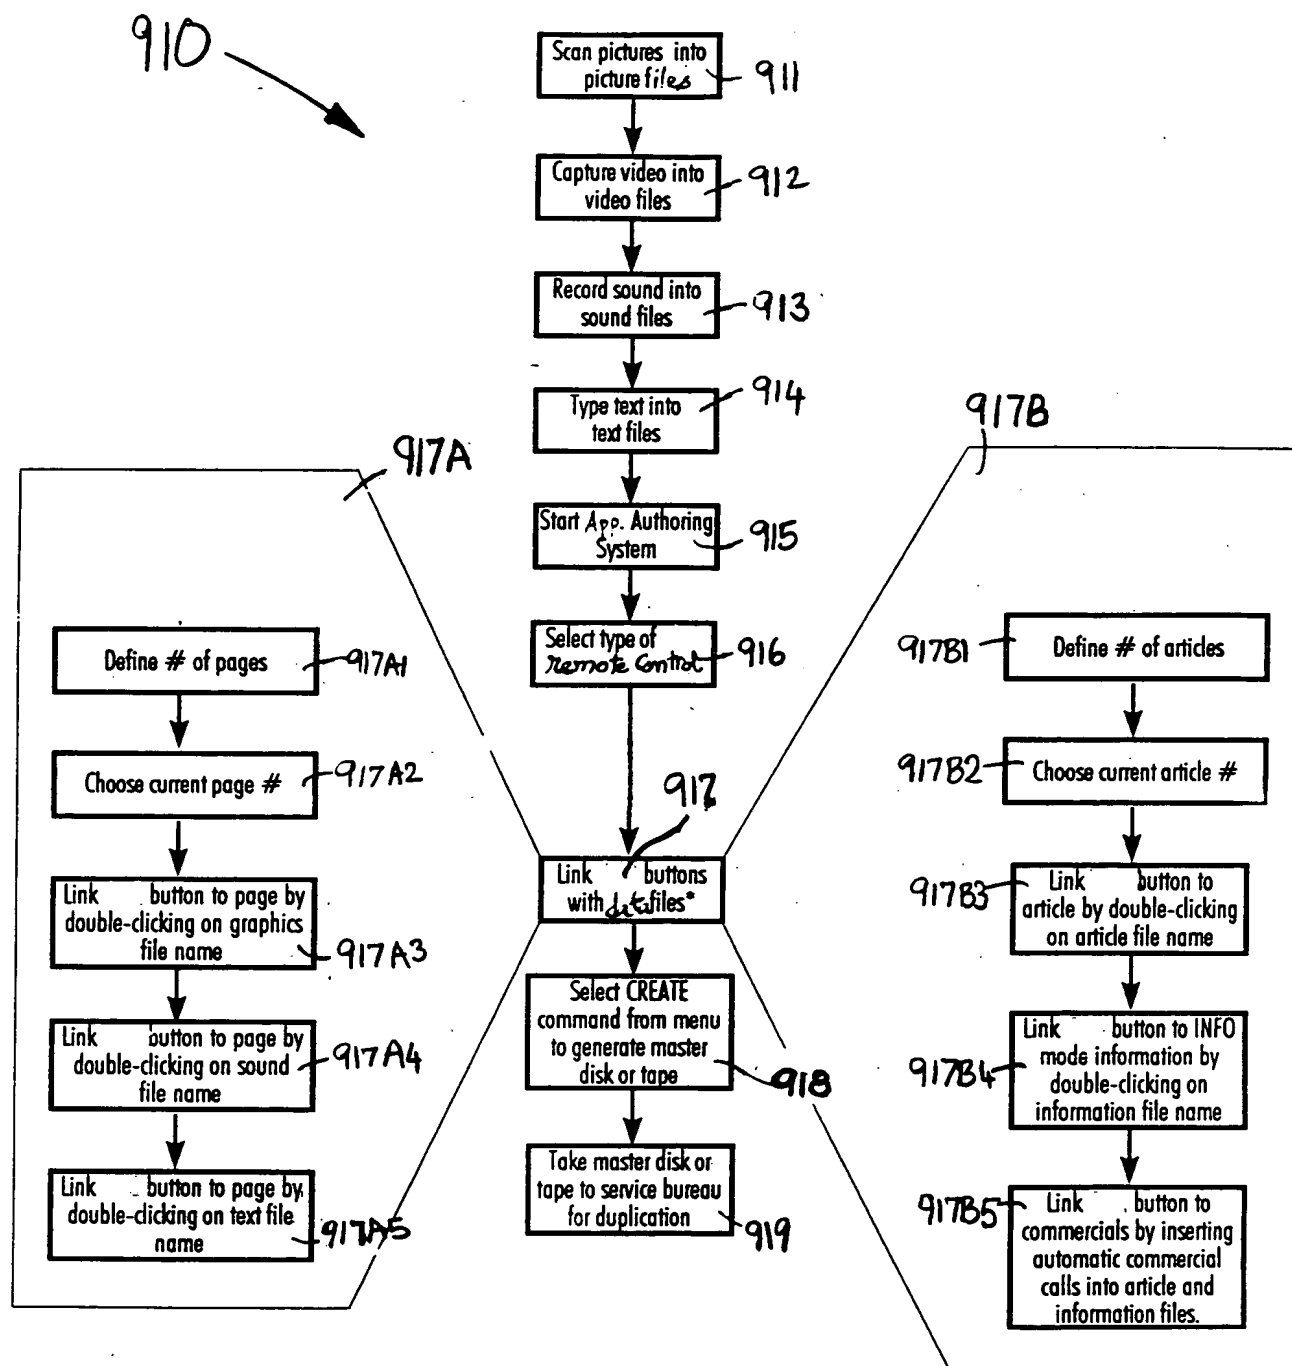 910
Scan pictures into
picture files
911
Capture video into
video files
912
Record sound into
sound files
913
Type text into
text files
914
Start App. Authoring
System
915
Select type of
remote control
916
917
Link buttons
with data files*
Select CREATE
command from menu
to generate master
disk or tape
918
Take master disk or
tape to service bureau
for duplication
919
917A
Define # of pages
917A1
Choose current page #
917A2
Link button to page by
double-clicking on graphics
file name
917A3
Link button to page by
double-clicking on sound
file name
917A4
Link button to page by
double-clicking on text file
name
917A5
917B
917B1
Define # of articles
917B2
Choose current article #
917B3
Link button to
article by double-clicking
on article file name
917B4
Link button to INFO
mode information by
double-clicking on
information file name
917B5
Link button to
commercials by inserting
automatic commercial
calls into article and
information files.